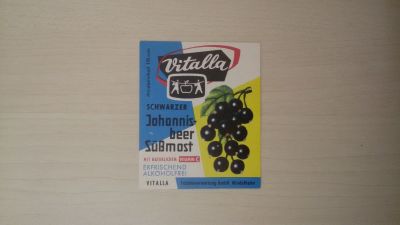 Vitalla
SCHWARZER
Johannis-
beer
Süßmost
MIT NATÜRLICHEM VITAMIN C
ERFRISCHEND
ALKOHOLFREI
VITALLA